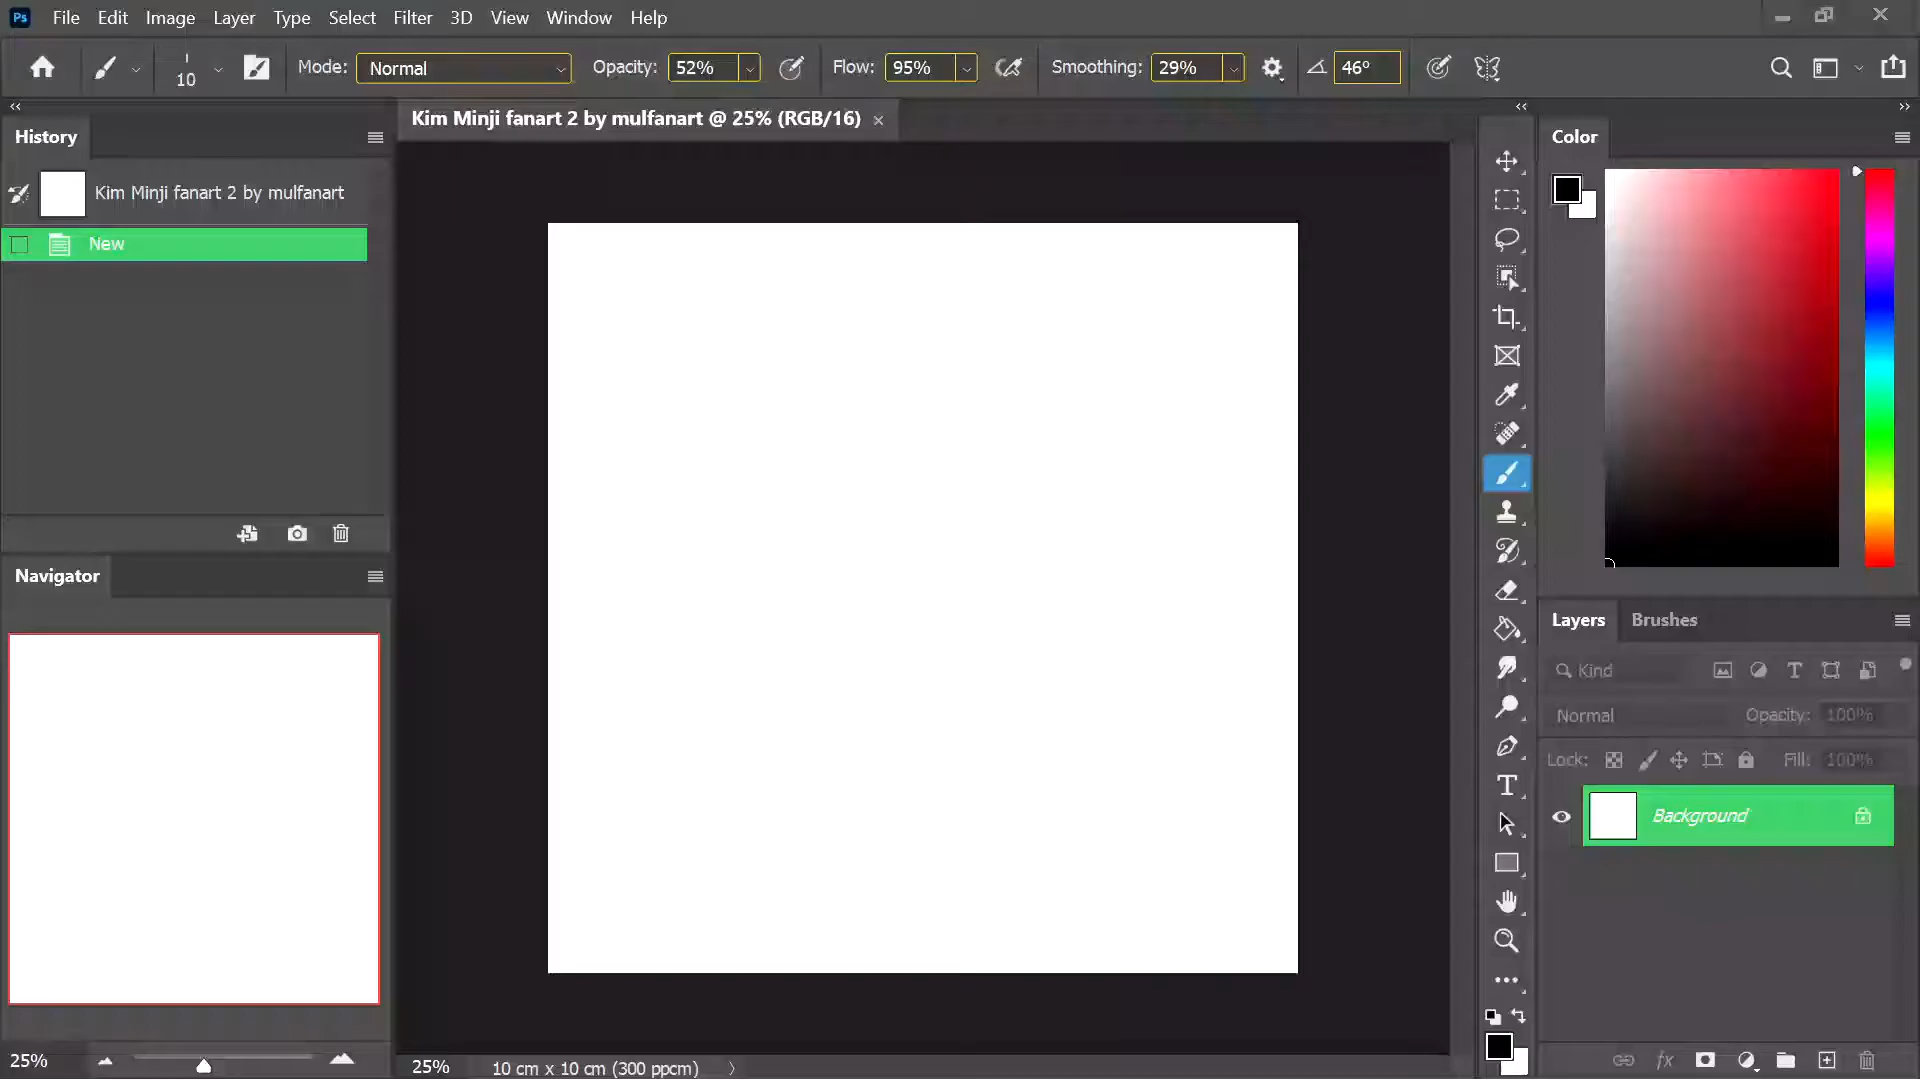 Ps File Edit Image Layer Type Select Filter 3D View Window Help
10 Mode: Normal Opacity: 52% Flow: 95% Smoothing: 29% 46°
History
Kim Minji fanart 2 by mulfanart @ 25% (RGB/16)
Color
Kim Minji fanart 2 by mulfanart
New
Navigator
Layers Brushes
Kind
Normal Opacity: 100%
Lock: Fill: 100%
Background
fx
25%
25% 10 cm x 10 cm (300 ppcm)